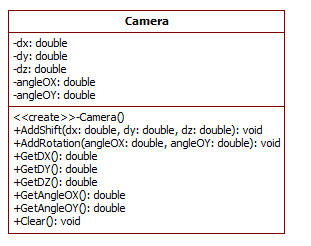 Camera
-dx: double
-dy: double
-dz: double
-angleOX: double
-angleOY: double
<<create>>-Camera()
+AddShift(dx: double, dy: double, dz: double): void
+AddRotation(angleOX: double, angleOY: double): void
+GetDX(): double
+GetDY(): double
+GetDZ(): double
+GetAngleOX(): double
+GetAngleOY(): double
+Clear(): void